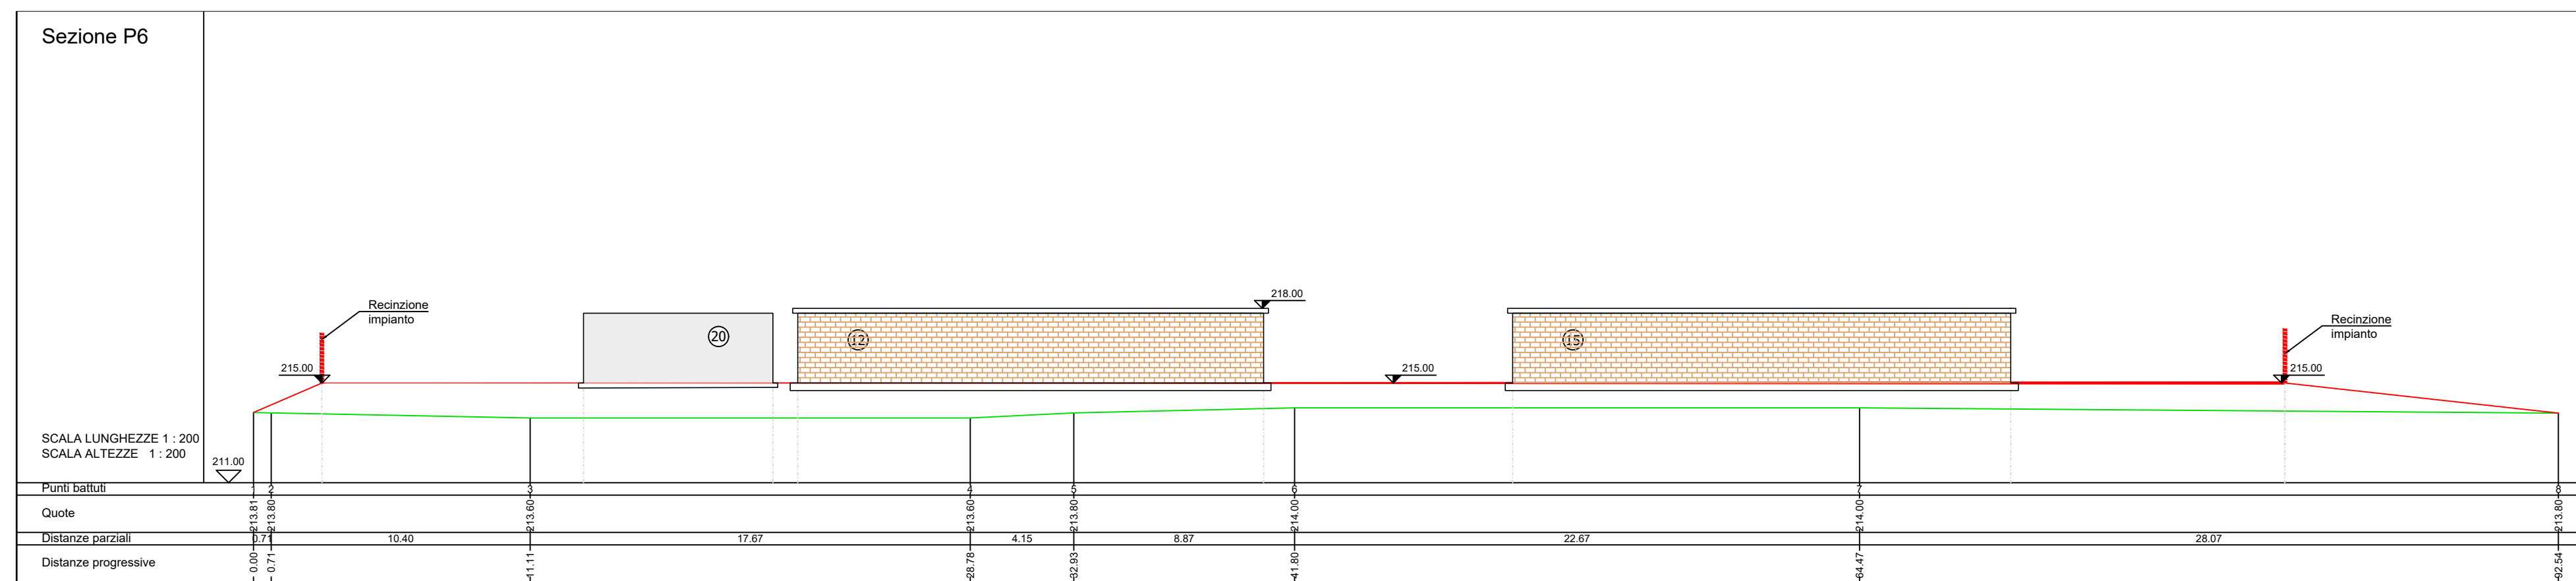 Sezione P6
218.00
Recinzione
impianto
215.00
20
12
215.00
15
Recinzione
impianto
215.00
SCALA LUNGHEZZE 1 : 200
SCALA ALTEZZE 1 : 200
211.00
Punti battuti 1 2 3 4 5 6 7 8
Quote 213.81 213.80 213.60 213.60 213.80 214.00 214.00 213.80
Distanze parziali 0.71 10.40 17.67 4.15 8.87 22.67 28.07
Distanze progressive 0.00 0.71 11.11 28.78 32.93 41.80 64.47 92.54